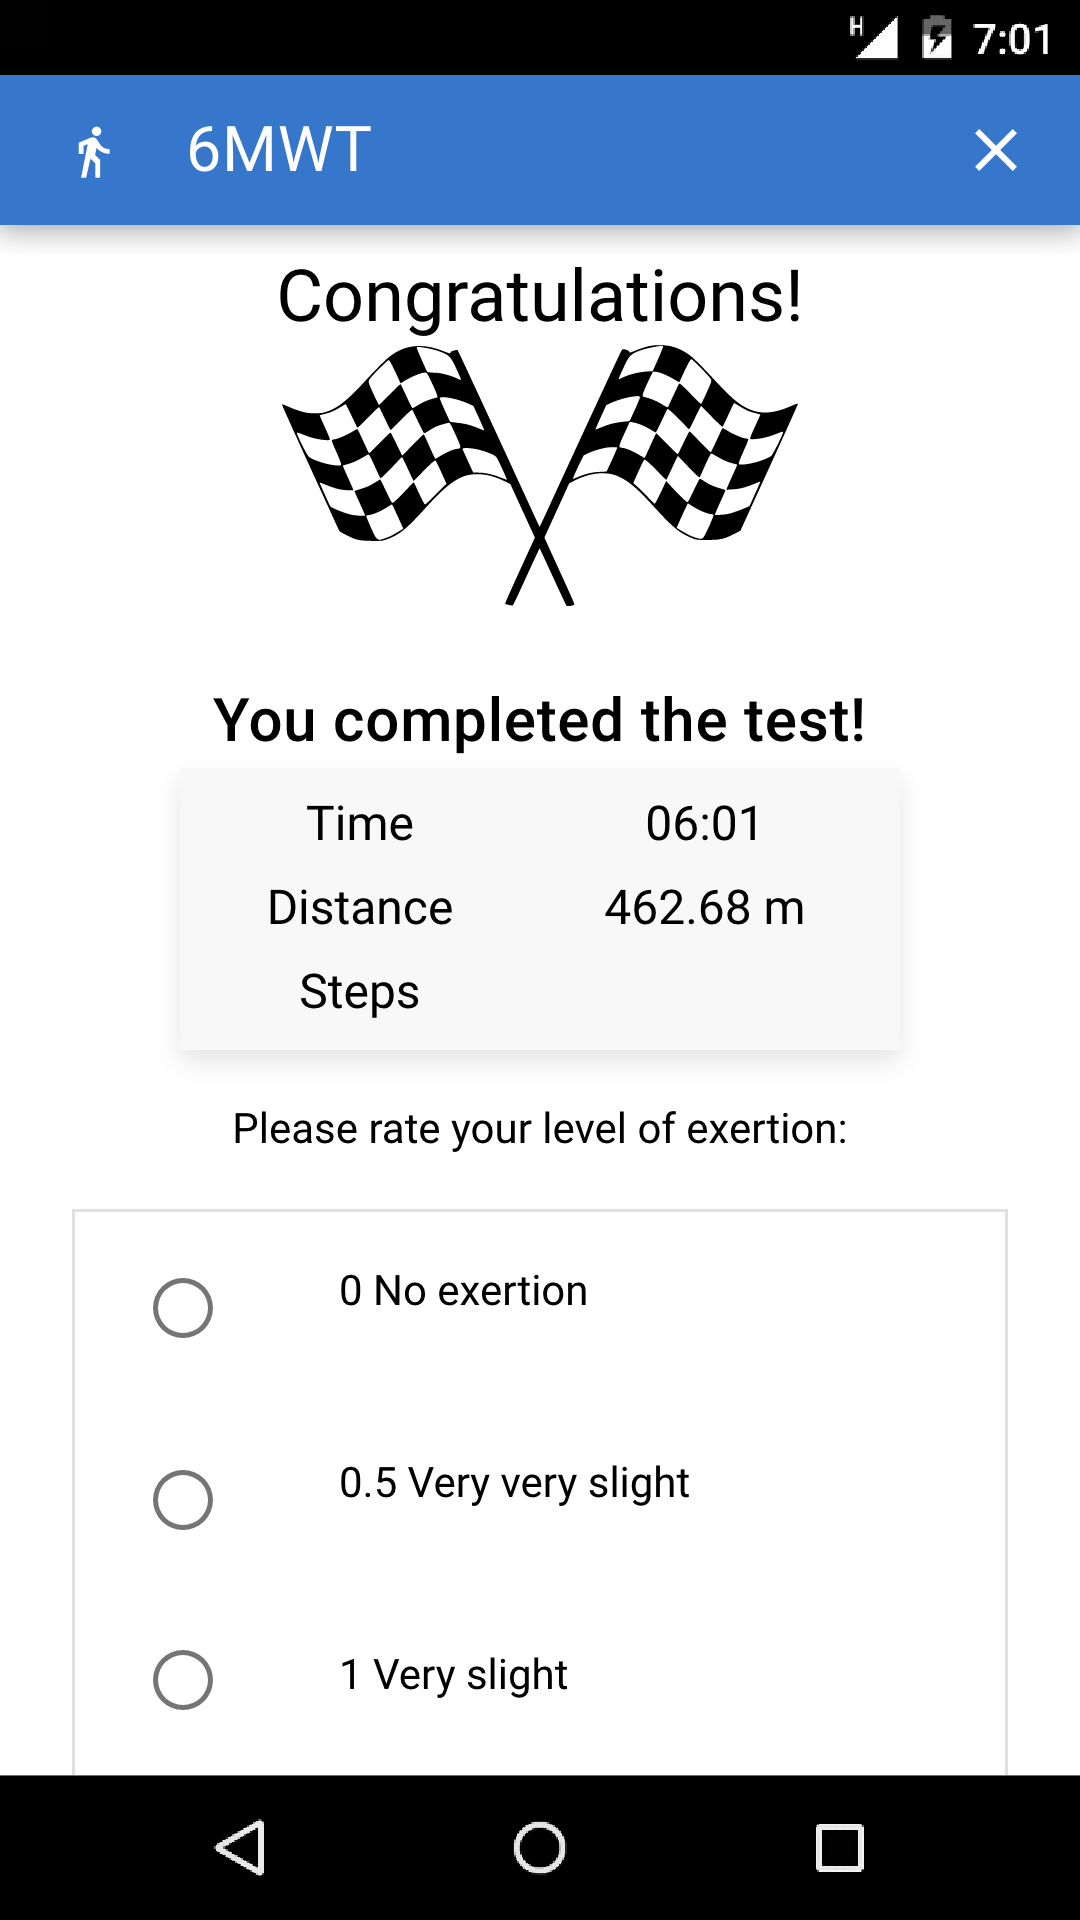 H 7:01
6MWT
Congratulations!
You completed the test!
Time 06:01
Distance 462.68 m
Steps
Please rate your level of exertion:
0 No exertion
0.5 Very very slight
1 Very slight